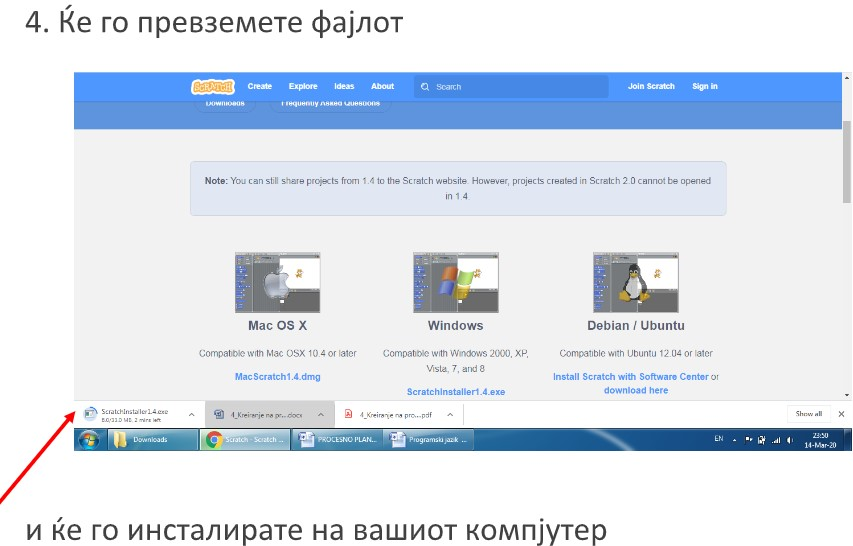 4. Ќе го превземете фајлот
SCRATCH Create Explore Ideas About Search Join Scratch Sign in
Downloads Frequently Asked Questions
Note: You can still share projects from 1.4 to the Scratch website. However, projects created in Scratch 2.0 cannot be opened
in 1.4.
Mac OS X Windows Debian / Ubuntu
Compatible with Mac OSX 10.4 or later Compatible with Windows 2000, XP, Compatible with Ubuntu 12.04 or later
Vista, 7, and 8
MacScratch1.4.dmg Install Scratch with Software Center or
ScratchInstaller1.4.exe download here
ScratchInstaller1.4.exe 4_Kreiranje na pr....docx 4_Kreiranje na pro....pdf Show all
8.0/33.0 MB, 2 mins left
Downloads Scratch - Scratch ... PROCESNO PLAN... Programski jazik ... EN 23:50
14-Mar-20
и ќе го инсталирате на вашиот компјутер